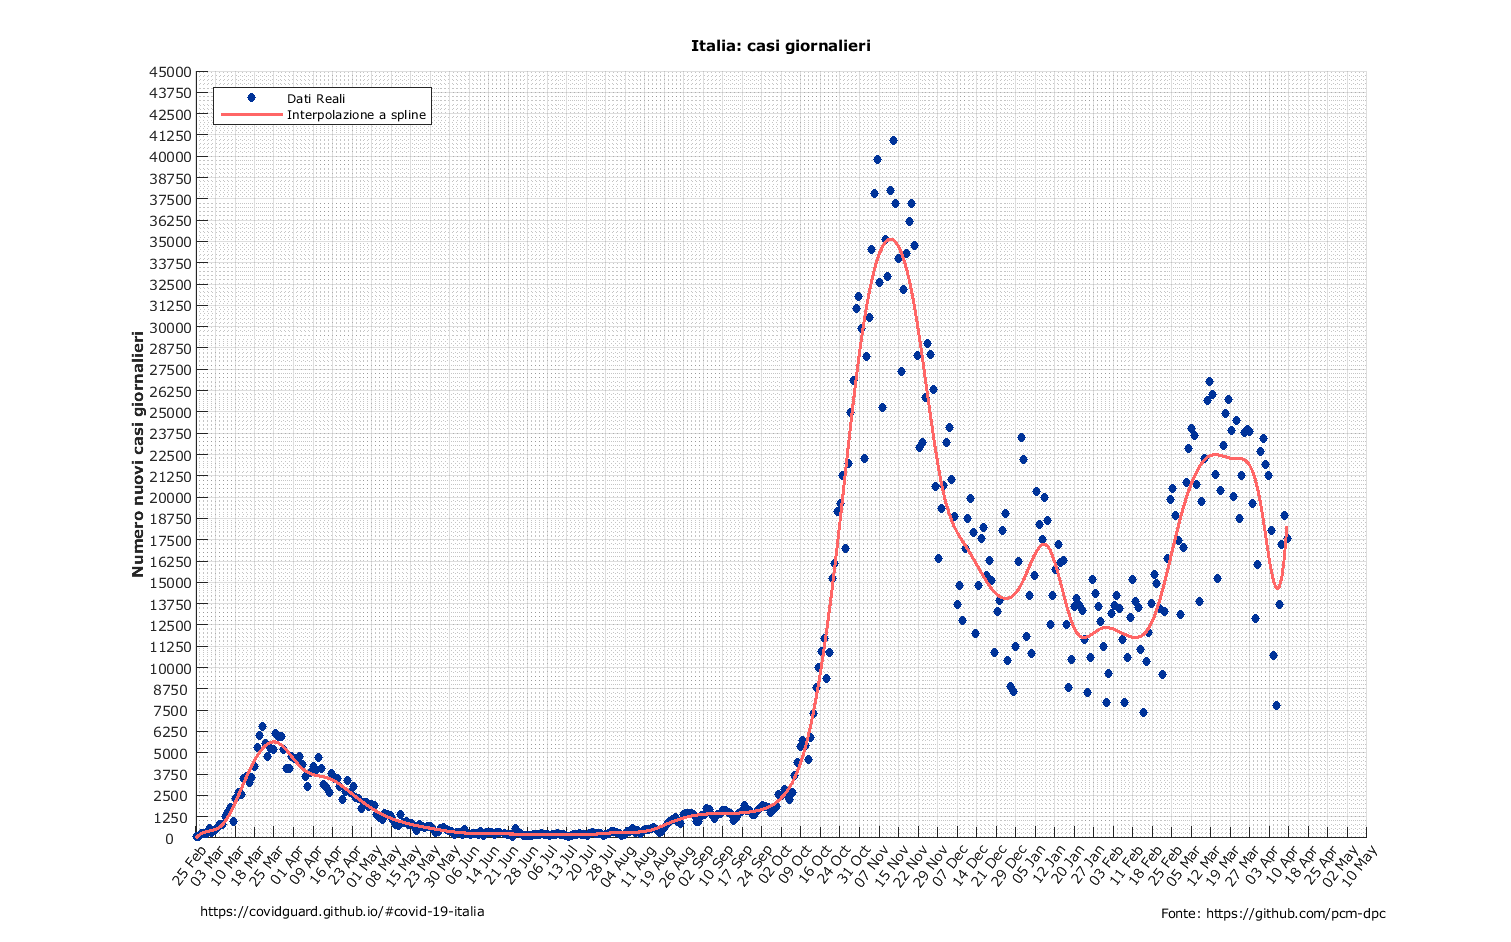 Italia: casi giornalieri
Dati Reali
Interpolazione a spline
Numero nuovi casi giornalieri
45000
43750
42500
41250
40000
38750
37500
36250
35000
33750
32500
31250
30000
28750
27500
26250
25000
23750
22500
21250
20000
18750
17500
16250
15000
13750
12500
11250
10000
8750
7500
6250
5000
3750
2500
1250
0
25 Feb
03 Mar
10 Mar
18 Mar
25 Mar
01 Apr
09 Apr
16 Apr
23 Apr
01 May
08 May
15 May
23 May
30 May
06 Jun
14 Jun
21 Jun
28 Jun
06 Jul
13 Jul
20 Jul
28 Jul
04 Aug
11 Aug
19 Aug
26 Aug
02 Sep
10 Sep
17 Sep
24 Sep
02 Oct
09 Oct
16 Oct
24 Oct
31 Oct
07 Nov
15 Nov
22 Nov
29 Nov
07 Dec
14 Dec
21 Dec
29 Dec
05 Jan
12 Jan
20 Jan
27 Jan
03 Feb
11 Feb
18 Feb
25 Feb
05 Mar
12 Mar
19 Mar
27 Mar
03 Apr
10 Apr
18 Apr
25 Apr
02 May
10 May
https://covidguard.github.io/#covid-19-italia
Fonte: https://github.com/pcm-dpc